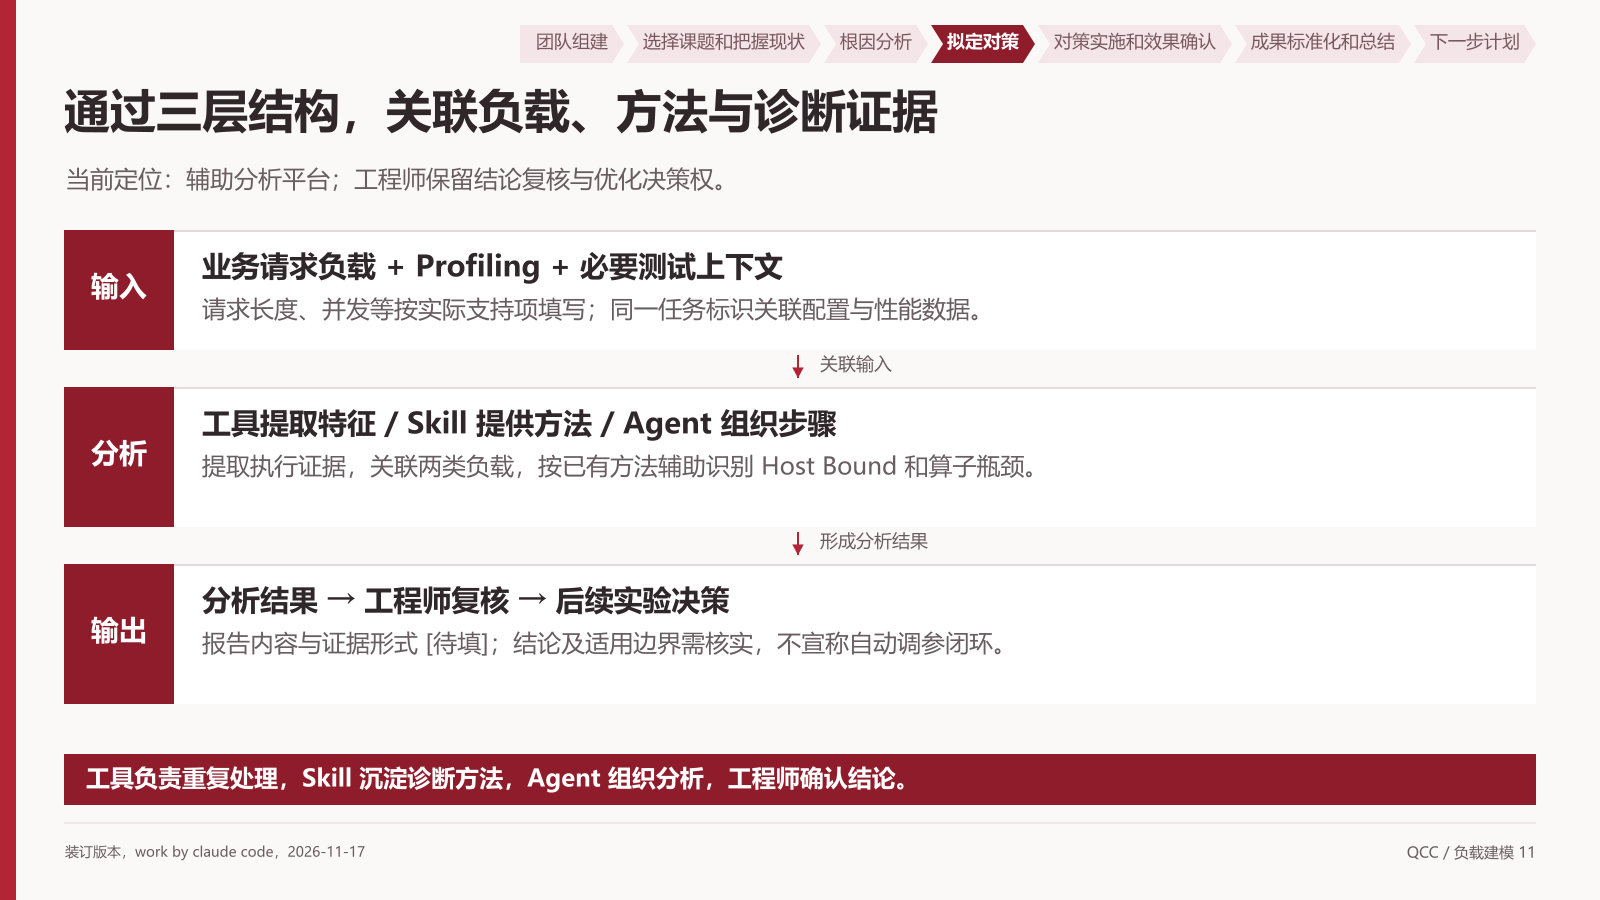 团队组建
选择课题和把握现状
根因分析
拟定对策
对策实施和效果确认
成果标准化和总结
下一步计划
通过三层结构，关联负载、方法与诊断证据
当前定位：辅助分析平台；工程师保留结论复核与优化决策权。
输入
业务请求负载 + Profiling + 必要测试上下文
请求长度、并发等按实际支持项填写；同一任务标识关联配置与性能数据。
关联输入
分析
工具提取特征 / Skill 提供方法 / Agent 组织步骤
提取执行证据，关联两类负载，按已有方法辅助识别 Host Bound 和算子瓶颈。
形成分析结果
输出
分析结果 → 工程师复核 → 后续实验决策
报告内容与证据形式 [待填]；结论及适用边界需核实，不宣称自动调参闭环。
工具负责重复处理，Skill 沉淀诊断方法，Agent 组织分析，工程师确认结论。
装订版本，work by claude code，2026-11-17
QCC / 负载建模 11